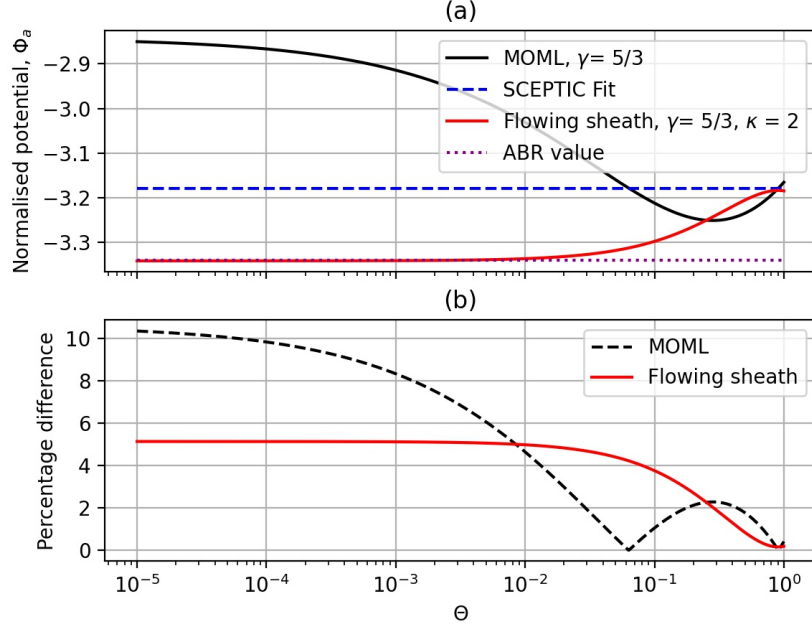 (a)
Normalised potential, Φₐ
−2.9
−3.0
−3.1
−3.2
−3.3
MOML, γ= 5/3
SCEPTIC Fit
Flowing sheath, γ= 5/3, κ = 2
ABR value
(b)
Percentage difference
10
8
6
4
2
0
MOML
Flowing sheath
10⁻⁵
10⁻⁴
10⁻³
10⁻²
10⁻¹
10⁰
Θ